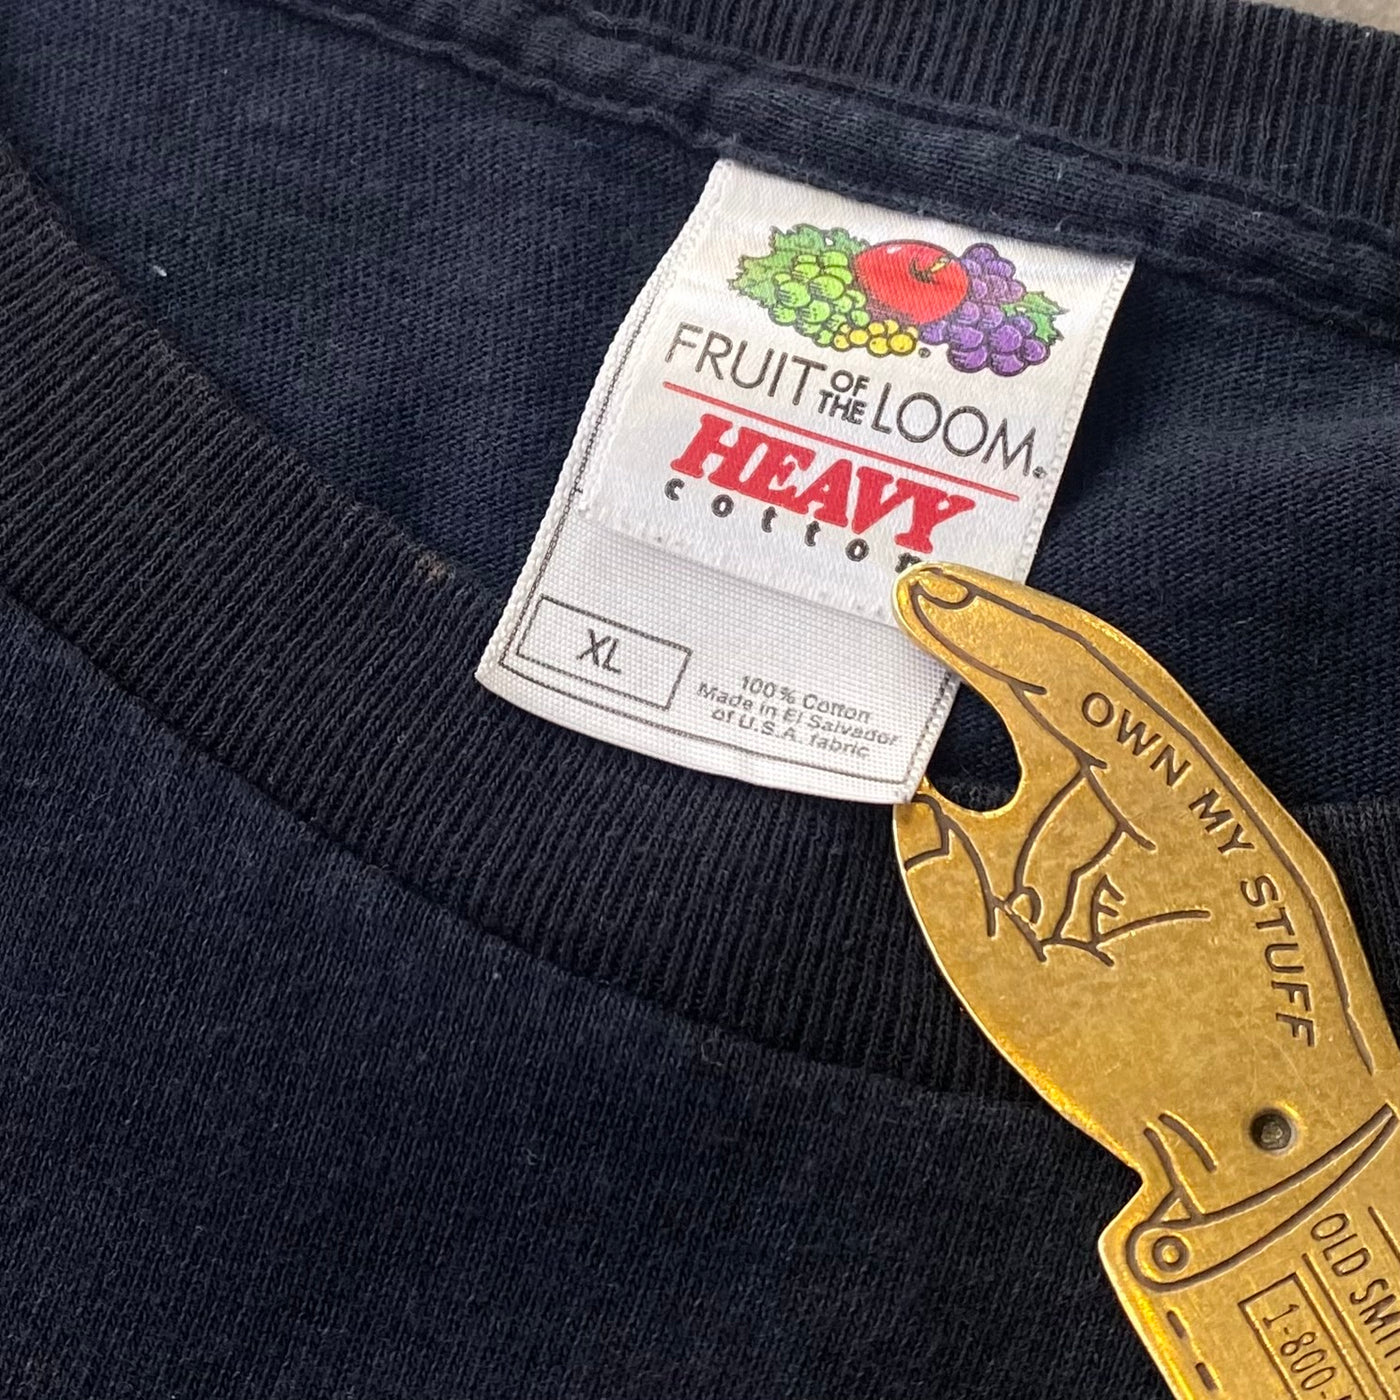 FRUIT OF THE LOOM®
HEAVY
cotton
XL
100% Cotton
Made in El Salvador
of U.S.A. fabric
OWN MY STUFF
OLD SMI
1-800